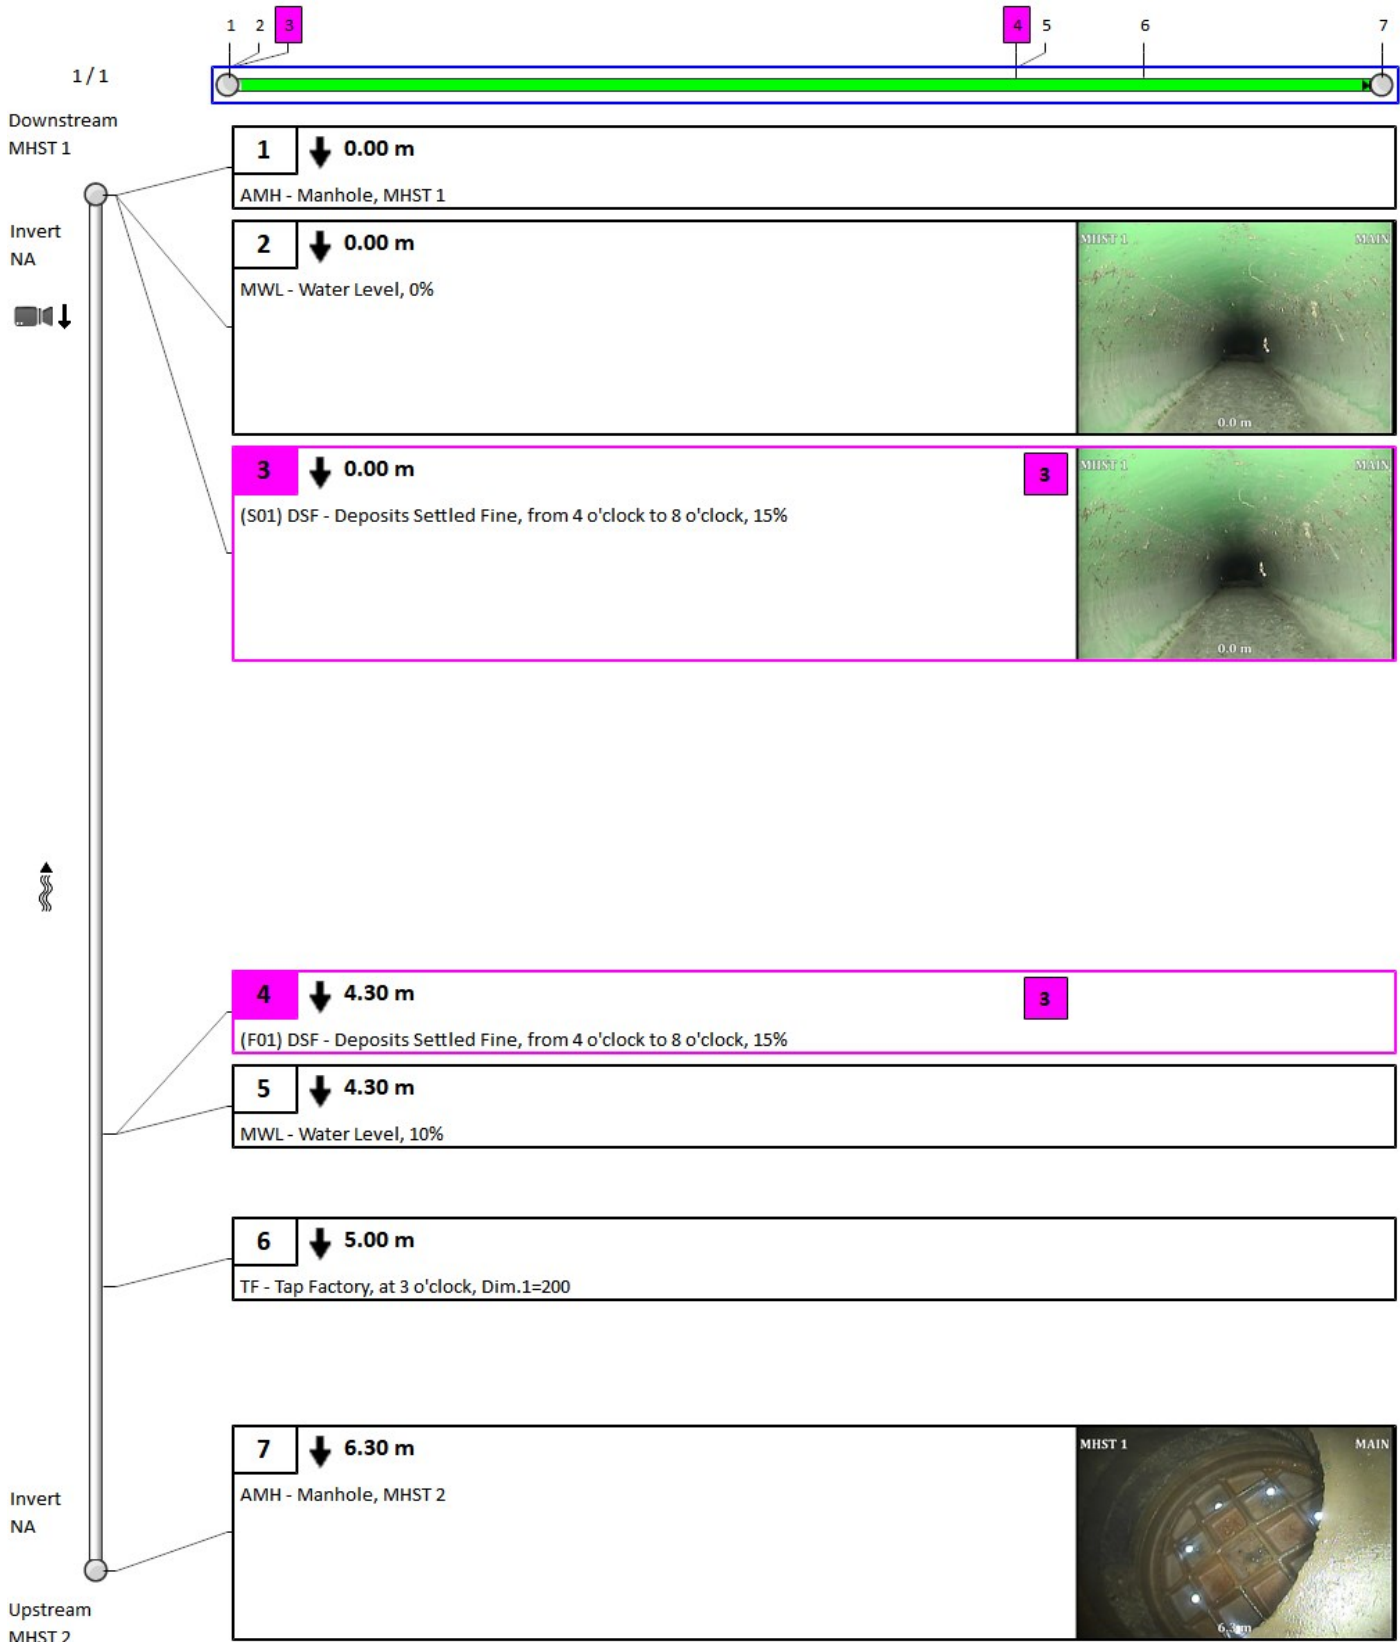 1 2 3 4 5 6 7
1 / 1
Downstream
MHST 1
1 0.00 m
AMH - Manhole, MHST 1
Invert
NA
2 0.00 m
MWL - Water Level, 0%
MHST 1 MAIN
0.0 m
3 0.00 m 3
(S01) DSF - Deposits Settled Fine, from 4 o'clock to 8 o'clock, 15%
MHST 1 MAIN
0.0 m
4 4.30 m 3
(F01) DSF - Deposits Settled Fine, from 4 o'clock to 8 o'clock, 15%
5 4.30 m
MWL - Water Level, 10%
6 5.00 m
TF - Tap Factory, at 3 o'clock, Dim.1=200
7 6.30 m
AMH - Manhole, MHST 2
MHST 1 MAIN
6.3 m
Invert
NA
Upstream
MHST 2